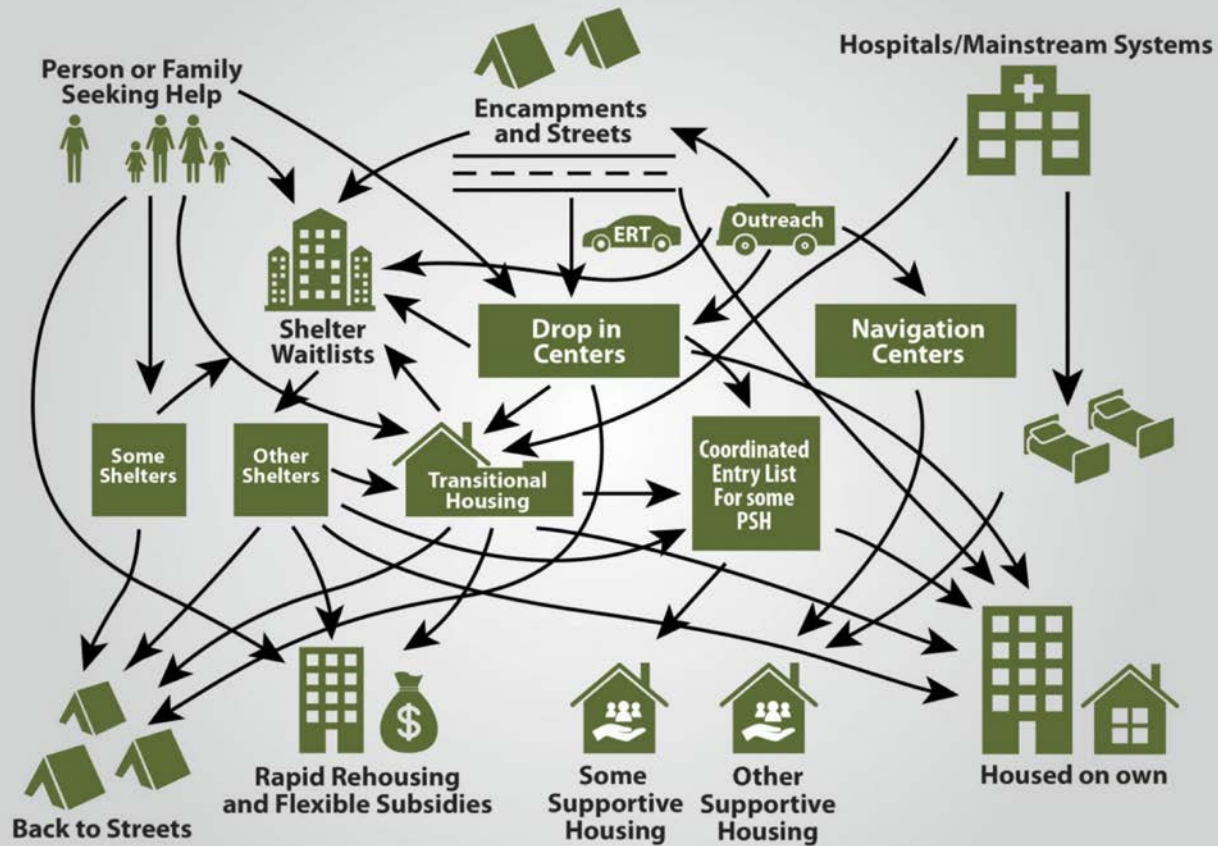 Person or Family
Seeking Help
Encampments
and Streets
Hospitals/Mainstream Systems
ERT
Outreach
Shelter
Waitlists
Drop in
Centers
Navigation
Centers
Some
Shelters
Other
Shelters
Transitional
Housing
Coordinated
Entry List
For some
PSH
$
Back to Streets
Rapid Rehousing
and Flexible Subsidies
Some
Supportive
Housing
Other
Supportive
Housing
Housed on own